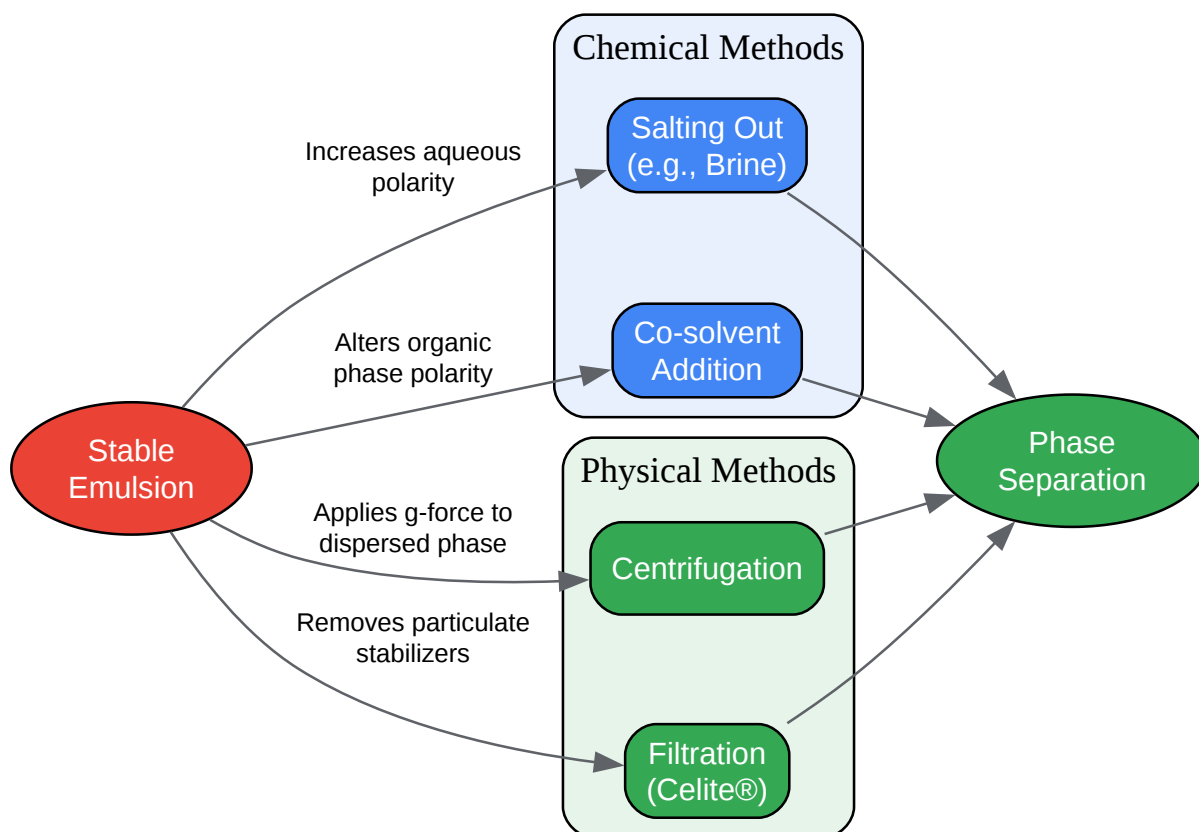 Chemical Methods
Salting Out
(e.g., Brine)
Increases aqueous
polarity
Co-solvent
Addition
Alters organic
phase polarity
Stable
Emulsion
Phase
Separation
Physical Methods
Applies g-force to
dispersed phase
Centrifugation
Removes particulate
stabilizers
Filtration
(Celite®)